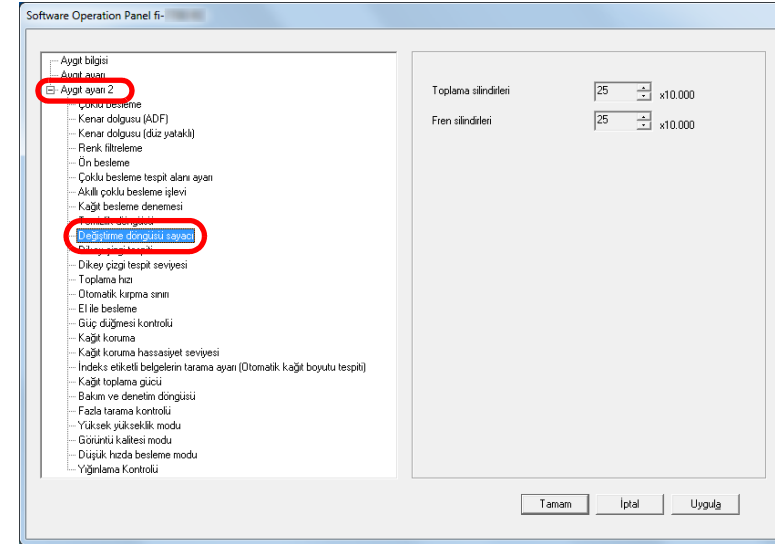 Software Operation Panel fi-
Aygıt bilgisi
Aygıt ayarı
Aygıt ayarı 2
Çoklu besleme
Kenar dolgusu (ADF)
Kenar dolgusu (düz yataklı)
Renk filtreleme
Ön besleme
Çoklu besleme tespit alanı ayarı
Akıllı çoklu besleme işlevi
Kağıt besleme denemesi
Temizlik döngüsü
Değiştirme döngüsü sayacı
Dikey çizgi tespiti
Dikey çizgi tespit seviyesi
Toplama hızı
Otomatik kırpma sınırı
El ile besleme
Güç düğmesi kontrolü
Kağıt koruma
Kağıt koruma hassasiyet seviyesi
İndeks etiketli belgelerin tarama ayarı (Otomatik kağıt boyutu tespiti)
Kağıt toplama gücü
Bakım ve denetim döngüsü
Fazla tarama kontrolü
Yüksek yükseklik modu
Görüntü kalitesi modu
Düşük hızda besleme modu
Yığınlama Kontrolü
Toplama silindirleri 25 x10.000
Fren silindirleri 25 x10.000
Tamam İptal Uygula